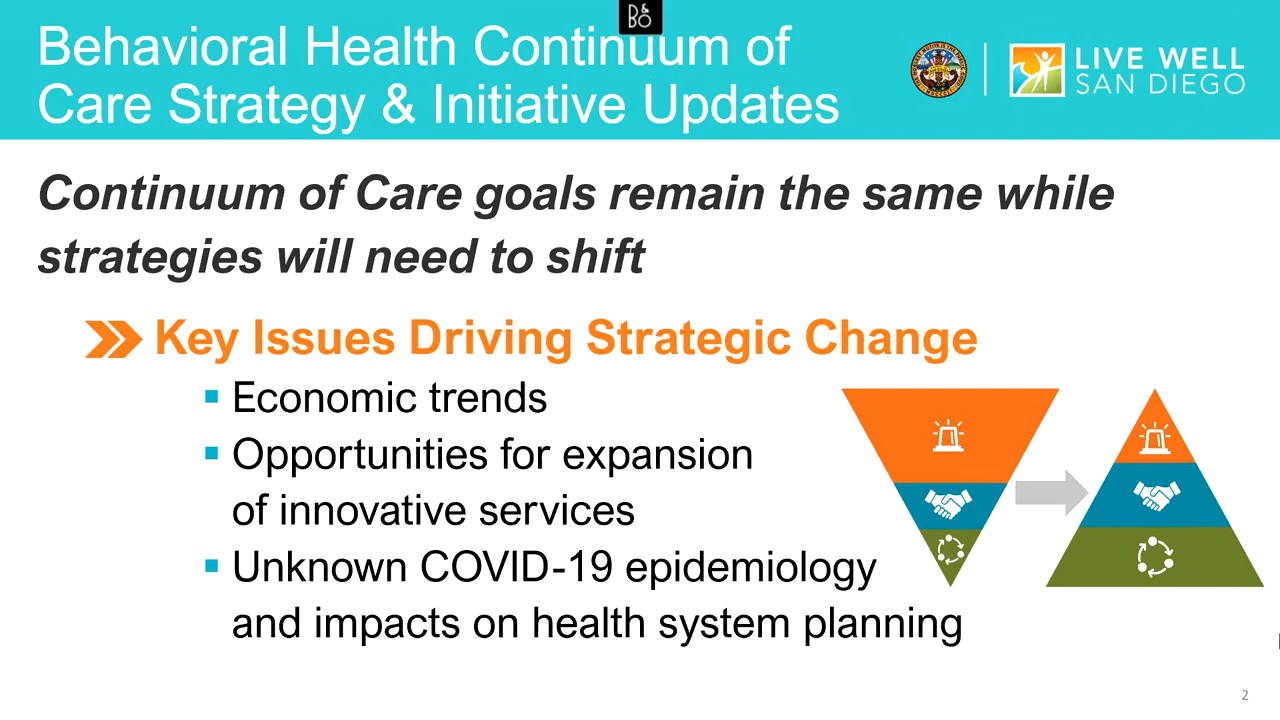 B&O
Behavioral Health Continuum of
Care Strategy & Initiative Updates
LIVE WELL
SAN DIEGO
Continuum of Care goals remain the same while
strategies will need to shift
Key Issues Driving Strategic Change
Economic trends
Opportunities for expansion
of innovative services
Unknown COVID-19 epidemiology
and impacts on health system planning
2